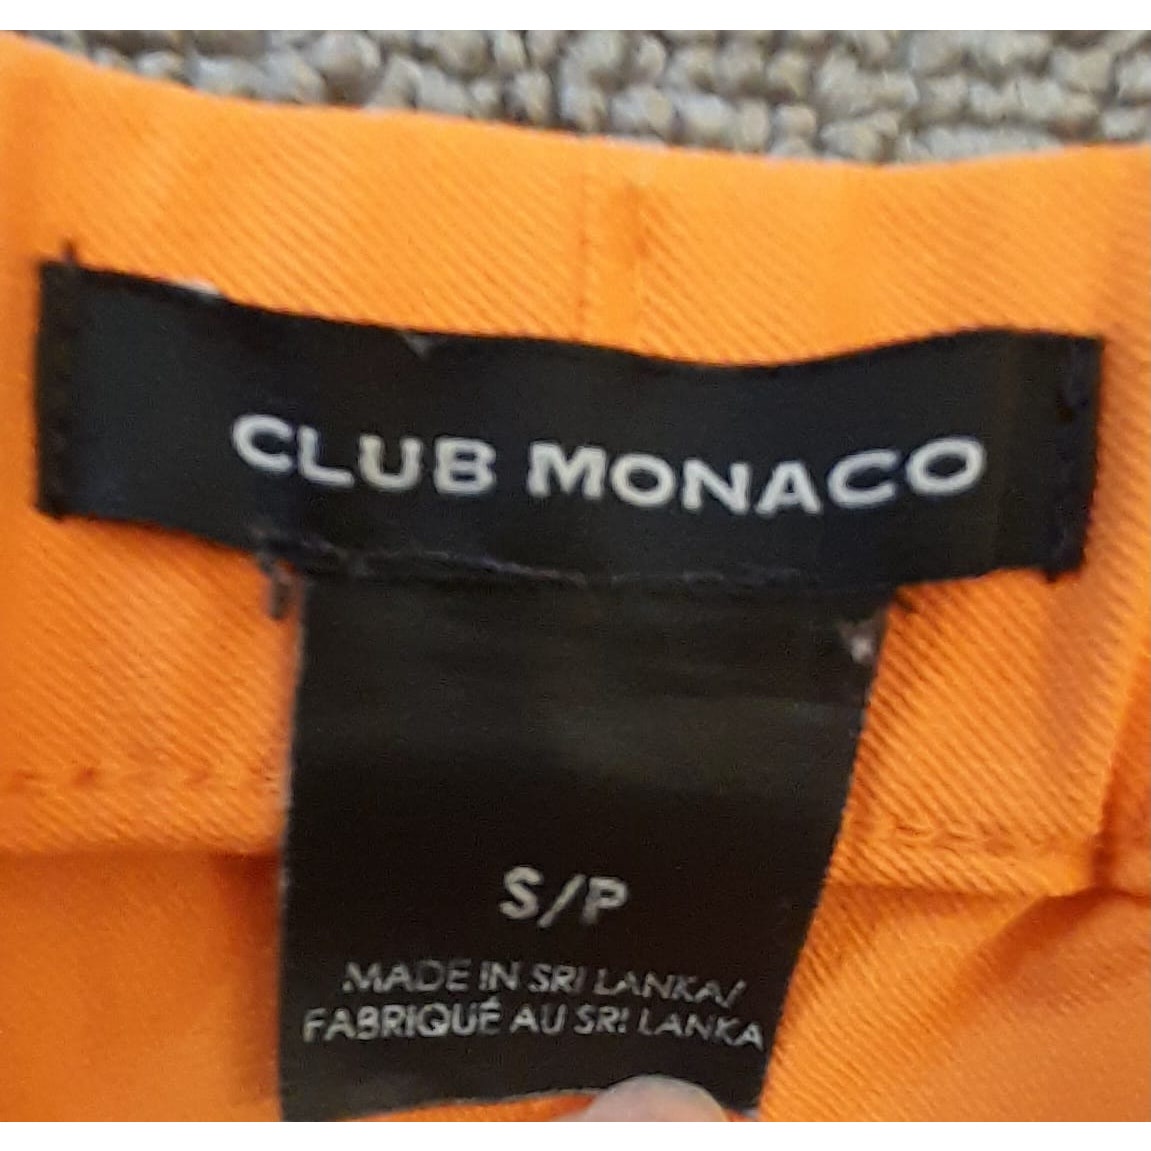 CLUB MONACO
S/P
MADE IN SRI LANKA/
FABRIQUÉ AU SRI LANKA